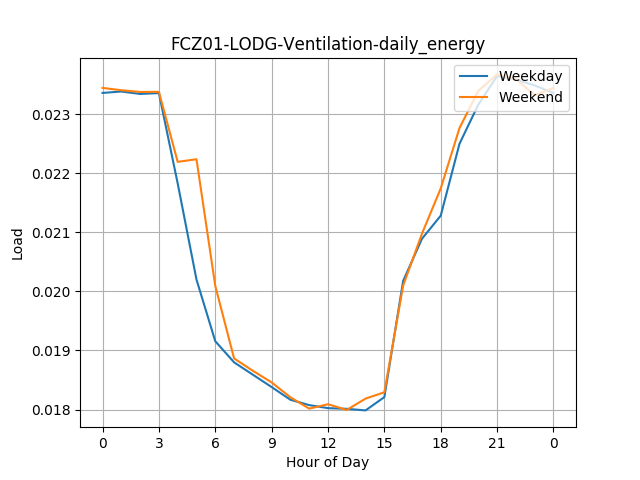 FCZ01-LODG-Ventilation-daily_energy
Weekday
Weekend
0.023
0.022
0.021
0.020
0.019
0.018
Load
0 3 6 9 12 15 18 21 0
Hour of Day